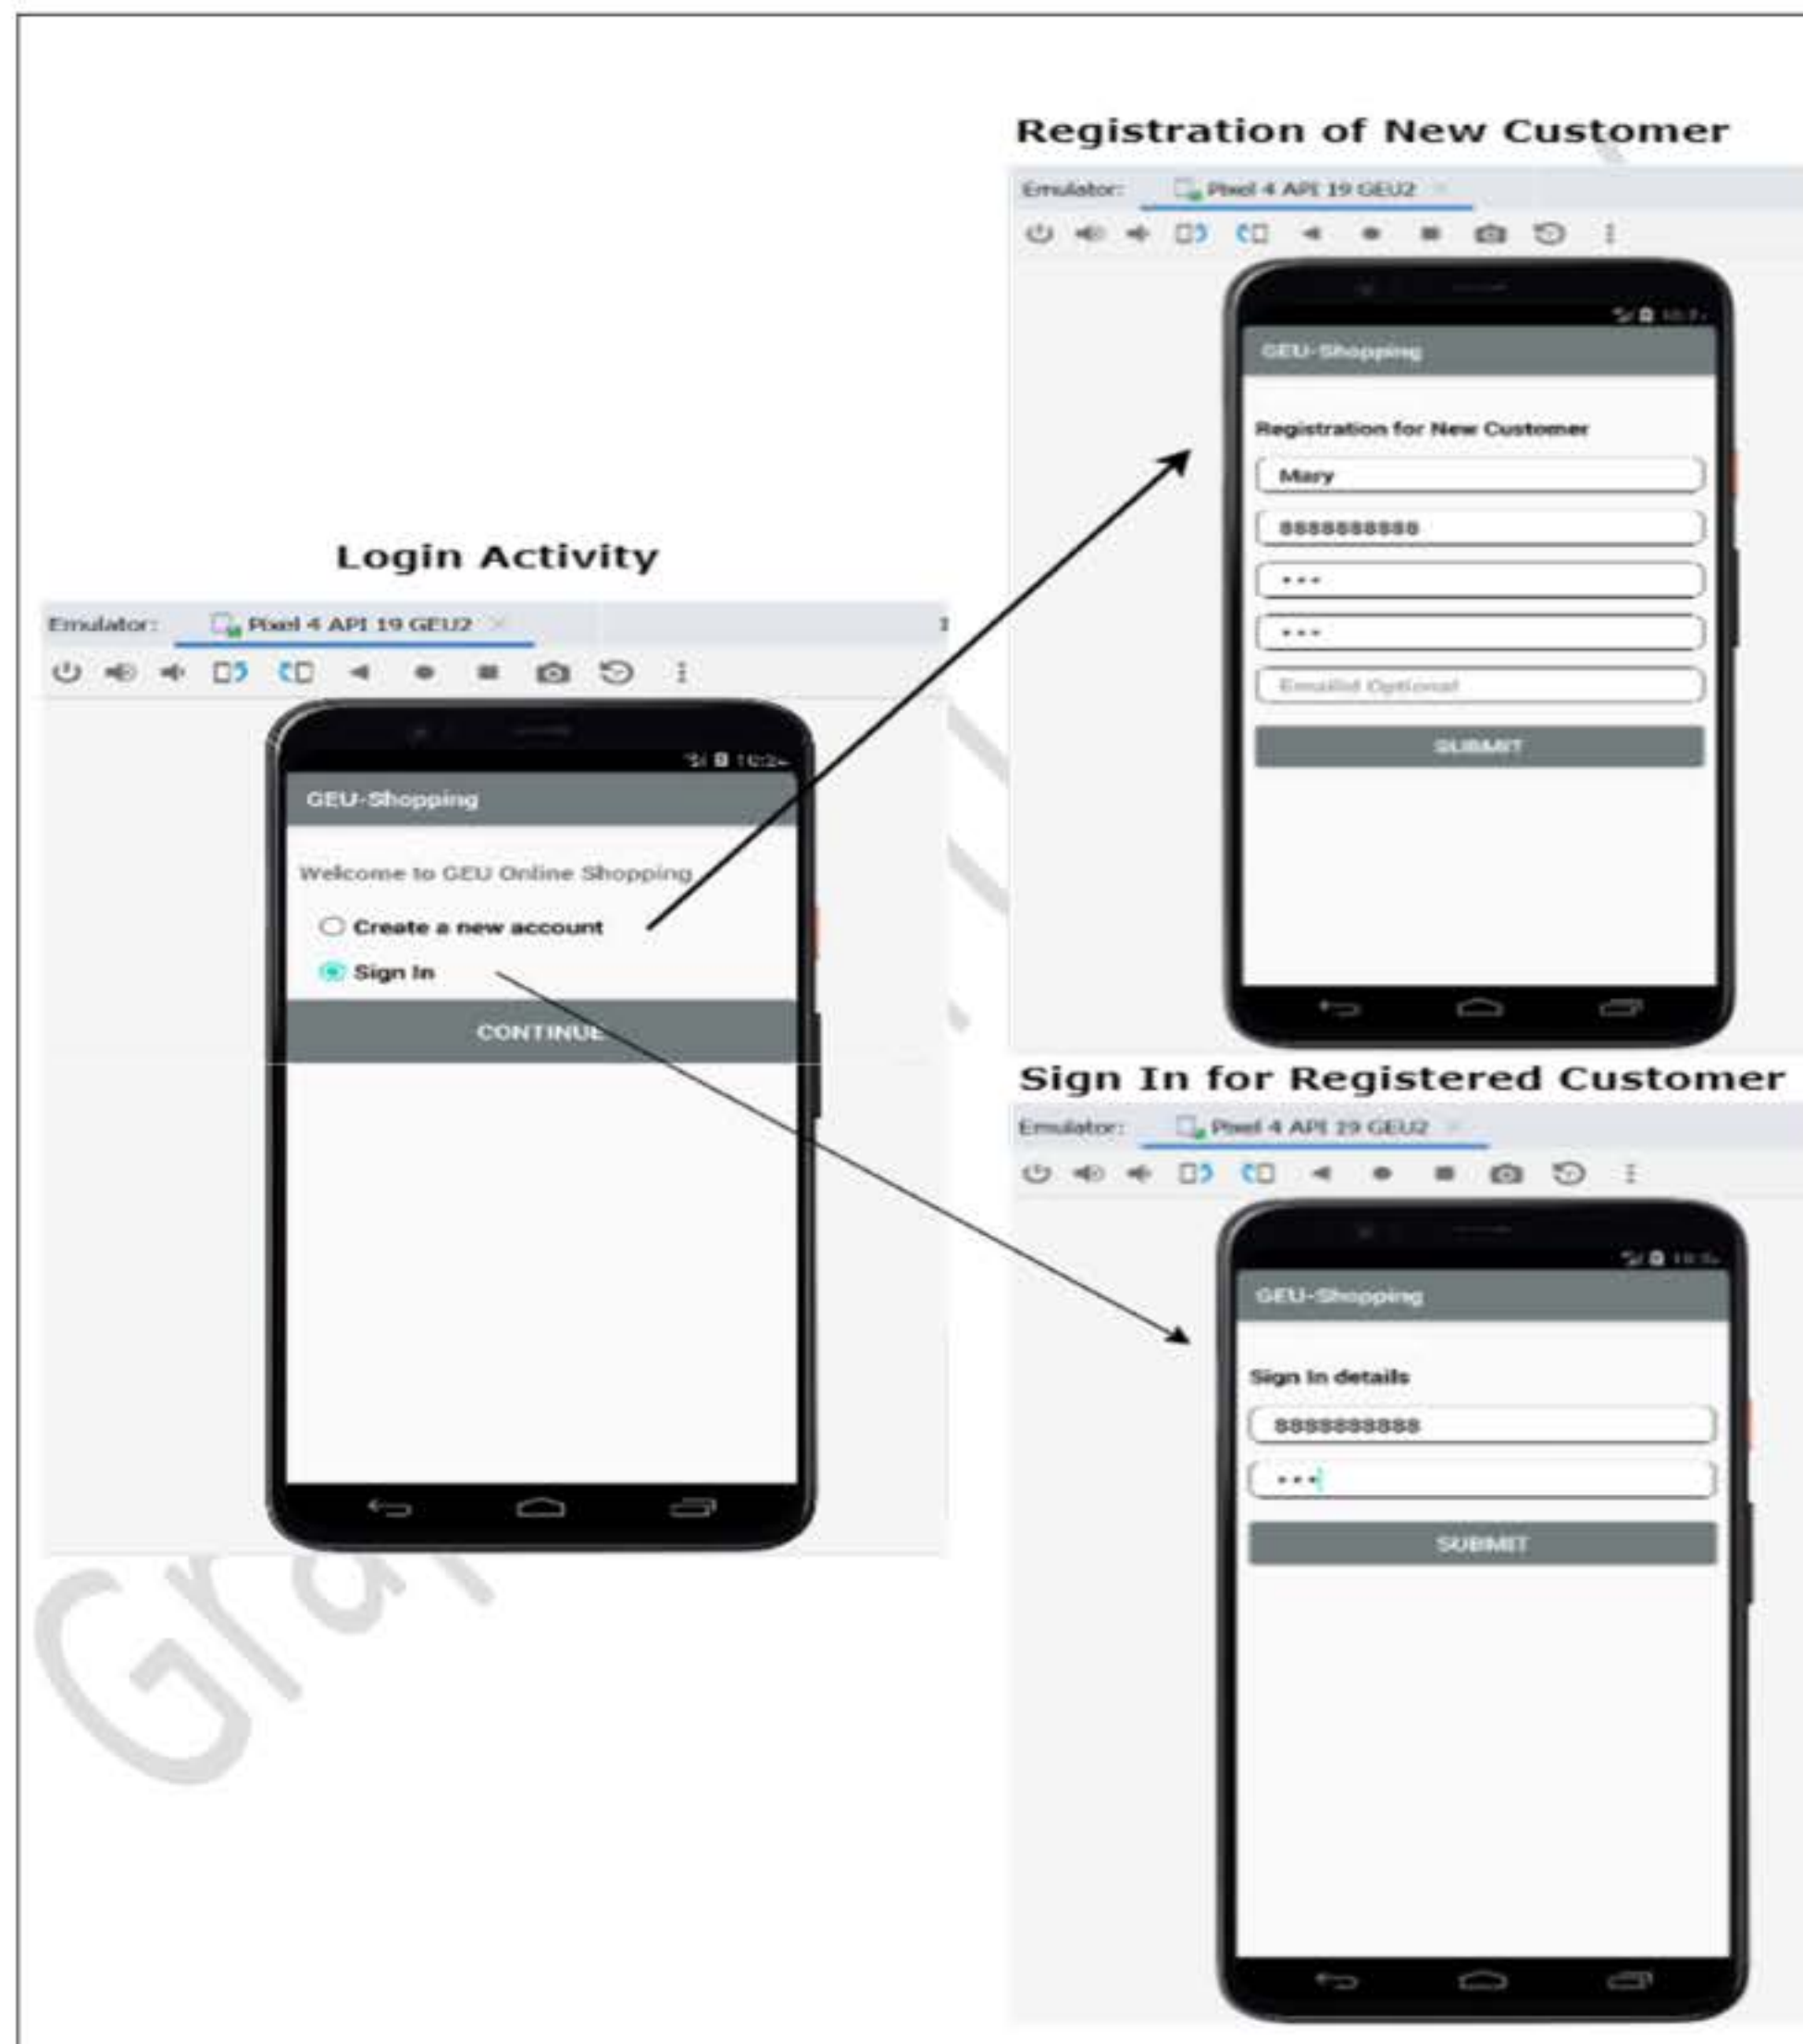 Registration of New Customer
Emulator: Pixel 4 API 19 GEU2
GEU-Shopping
Registration for New Customer
Mary
8888888888
•••
•••
Emailid Optional
SUBMIT
Login Activity
Emulator: Pixel 4 API 19 GEU2
GEU-Shopping
Welcome to GEU Online Shopping
Create a new account
Sign In
CONTINUE
Sign In for Registered Customer
Emulator: Pixel 4 API 19 GEU2
GEU-Shopping
Sign In details
8888888888
•••
SUBMIT